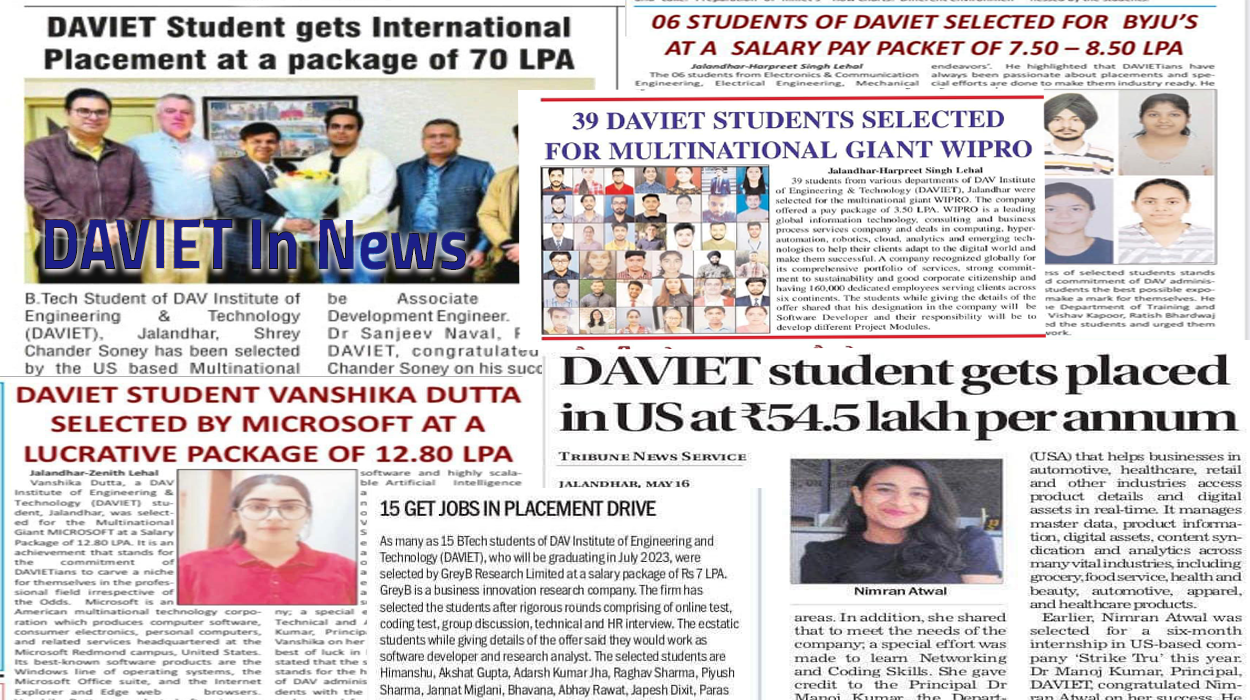 DAVIET Student gets International
Placement at a package of 70 LPA
DAVIET In News
B.Tech Student of DAV Institute of
Engineering & Technology
(DAVIET), Jalandhar, Shrey
Chander Soney has been selected
by the US based Multinational
be Associate
Development Engineer.
Dr Sanjeev Naval,
DAVIET, congratulated
Chander Soney on his succ
06 STUDENTS OF DAVIET SELECTED FOR BYJU'S
AT A SALARY PAY PACKET OF 7.50 – 8.50 LPA
Jalandhar-Harpreet Singh Lehal
The 06 students from Electronics & Communication
Engineering, Electrical Engineering, Mechanical
endeavors'. He highlighted that DAVIETians have
always been passionate about placements and spe-
cial efforts are done to make them industry ready. He
ess of selected students stands
d commitment of DAV adminis-
students the best possible expo-
make a mark for themselves. He
e Department of Training and
Vishav Kapoor, Ratish Bhardwaj
ed the students and urged them
work.
39 DAVIET STUDENTS SELECTED
FOR MULTINATIONAL GIANT WIPRO
Jalandhar-Harpreet Singh Lehal
39 students from various departments of DAV Institute
of Engineering & Technology (DAVIET), Jalandhar were
selected for the multinational giant WIPRO. The company
offered a pay package of 3.50 LPA. WIPRO is a leading
global information technology, consulting and business
process services company and deals in computing, hyper-
automation, robotics, cloud, analytics and emerging tech-
nologies to help their clients adapt to the digital world and
make them successful. A company recognized globally for
its comprehensive portfolio of services, strong commit-
ment to sustainability and good corporate citizenship and
having 160,000 dedicated employees serving clients across
six continents. The students while giving the details of the
offer shared that his designation in the company will be
Software Developer and their responsibility will be to
develop different Project Modules.
DAVIET STUDENT VANSHIKA DUTTA
SELECTED BY MICROSOFT AT A
LUCRATIVE PACKAGE OF 12.80 LPA
Jalandhar-Zenith Lehal
Vanshika Dutta, a DAV
Institute of Engineering &
Technology (DAVIET) stu-
dent, Jalandhar, was select-
ed for the Multinational
Giant MICROSOFT at a Salary
Package of 12.80 LPA. It is an
achievement that stands for
the commitment of
DAVIETians to carve a niche
for themselves in the profes-
sional field irrespective of
the Odds. Microsoft is an
American multinational technology corpo-
ration which produces computer software,
consumer electronics, personal computers,
and related services headquartered at the
Microsoft Redmond campus, United States.
Its best-known software products are the
Windows line of operating systems, the
Microsoft Office suite, and the Internet
Explorer and Edge web browsers.
software and highly scala-
ble Artificial Intelligence
ny; a special e
Technical and A
Kumar, Princip
Vanshika on her
best of luck in
stated that the s
stands for the h
of DAV adminis
dents with the
15 GET JOBS IN PLACEMENT DRIVE
As many as 15 BTech students of DAV Institute of Engineering and
Technology (DAVIET), who will be graduating in July 2023, were
selected by GreyB Research Limited at a salary package of Rs 7 LPA.
GreyB is a business innovation research company. The firm has
selected the students after rigorous rounds comprising of online test,
coding test, group discussion, technical and HR interview. The ecstatic
students while giving details of the offer said they would work as
software developer and research analyst. The selected students are
Himanshu, Akshat Gupta, Adarsh Kumar Jha, Raghav Sharma, Piyush
Sharma, Jannat Miglani, Bhavana, Abhay Rawat, Japesh Dixit, Paras
DAVIET student gets placed
in US at ₹54.5 lakh per annum
TRIBUNE NEWS SERVICE
JALANDHAR, MAY 16
Nimran Atwal
areas. In addition, she shared
that to meet the needs of the
company; a special effort was
made to learn Networking
and Coding Skills. She gave
credit to the Principal Dr
Manoj Kumar, the Depart-
(USA) that helps businesses in
automotive, healthcare, retail
and other industries access
product details and digital
assets in real-time. It manages
master data, product informa-
tion, digital assets, content syn-
dication and analytics across
many vital industries, including
grocery, food service, health and
beauty, automotive, apparel,
and healthcare products.
Earlier, Nimran Atwal was
selected for a six-month
internship in US-based com-
pany 'Strike Tru' this year.
Dr Manoj Kumar, Principal,
DAVIET, congratulated Nim-
ran Atwal on her success. He